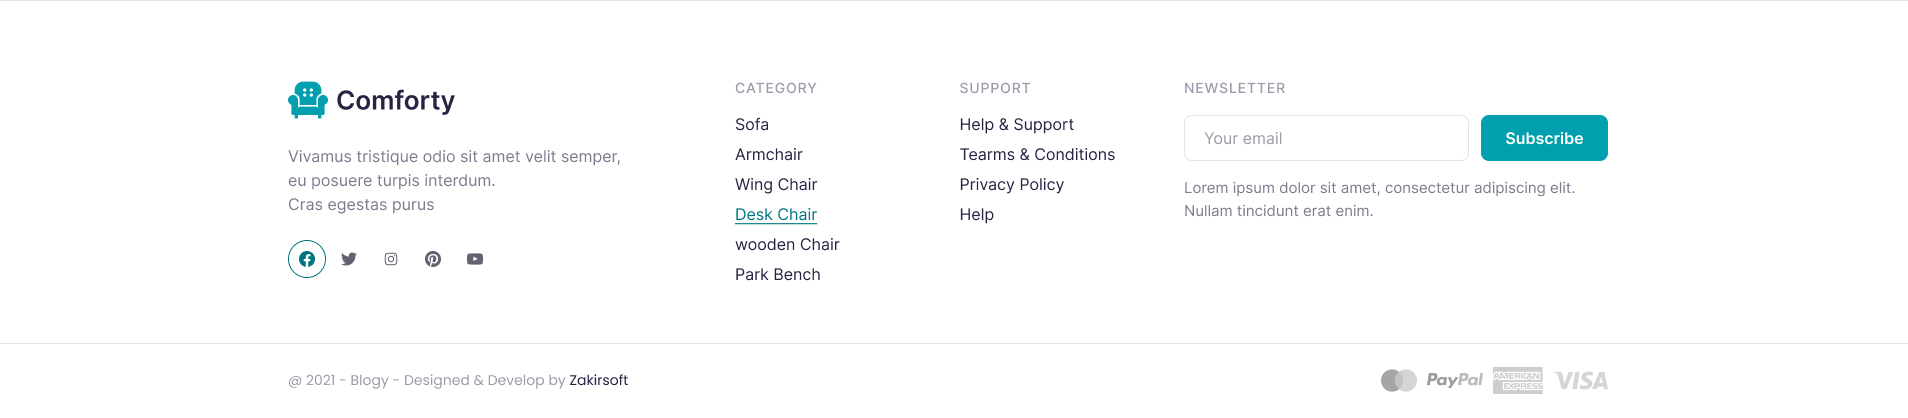 Comforty
Vivamus tristique odio sit amet velit semper,
eu posuere turpis interdum.
Cras egestas purus
CATEGORY
Sofa
Armchair
Wing Chair
Desk Chair
wooden Chair
Park Bench
SUPPORT
Help & Support
Tearms & Conditions
Privacy Policy
Help
NEWSLETTER
Your email
Subscribe
Lorem ipsum dolor sit amet, consectetur adipiscing elit.
Nullam tincidunt erat enim.
@ 2021 - Blogy - Designed & Develop by Zakirsoft
PayPal
AMERICAN
EXPRESS
VISA